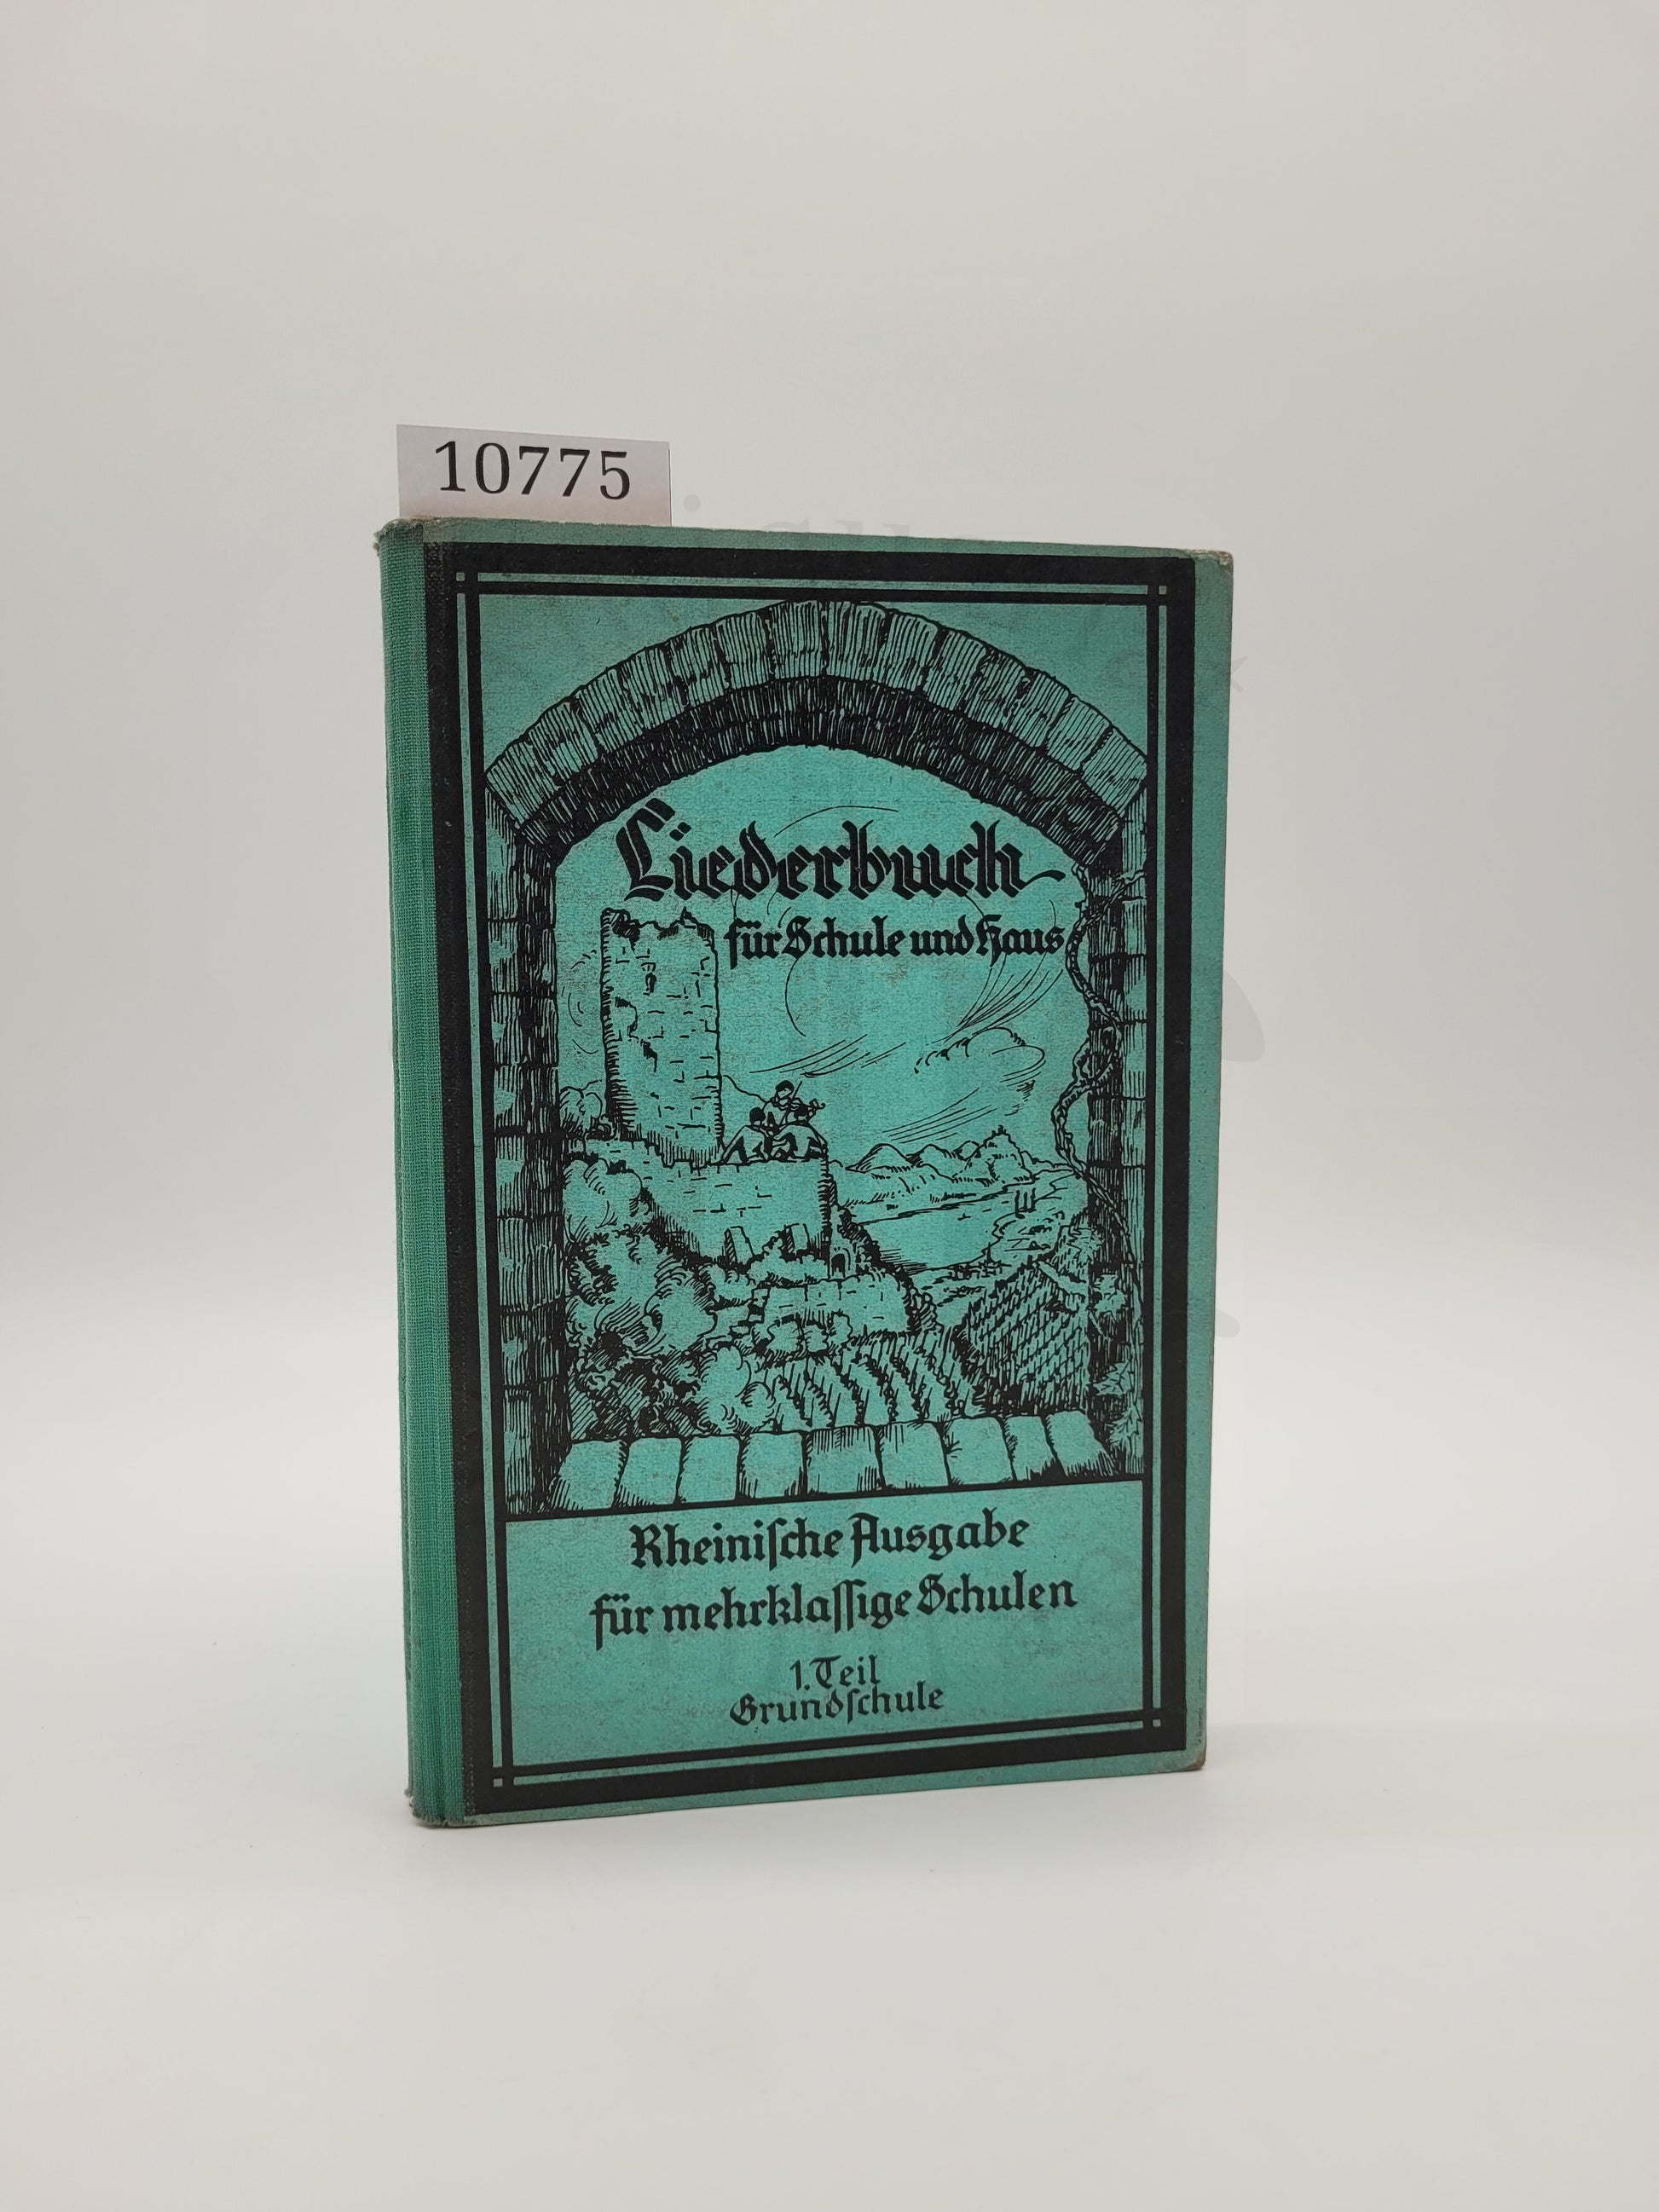 10775
Liederbuch
für Schule und Haus
Rheiniſche Ausgabe
für mehrklaſſige Schulen
1. Teil
Grundſchule